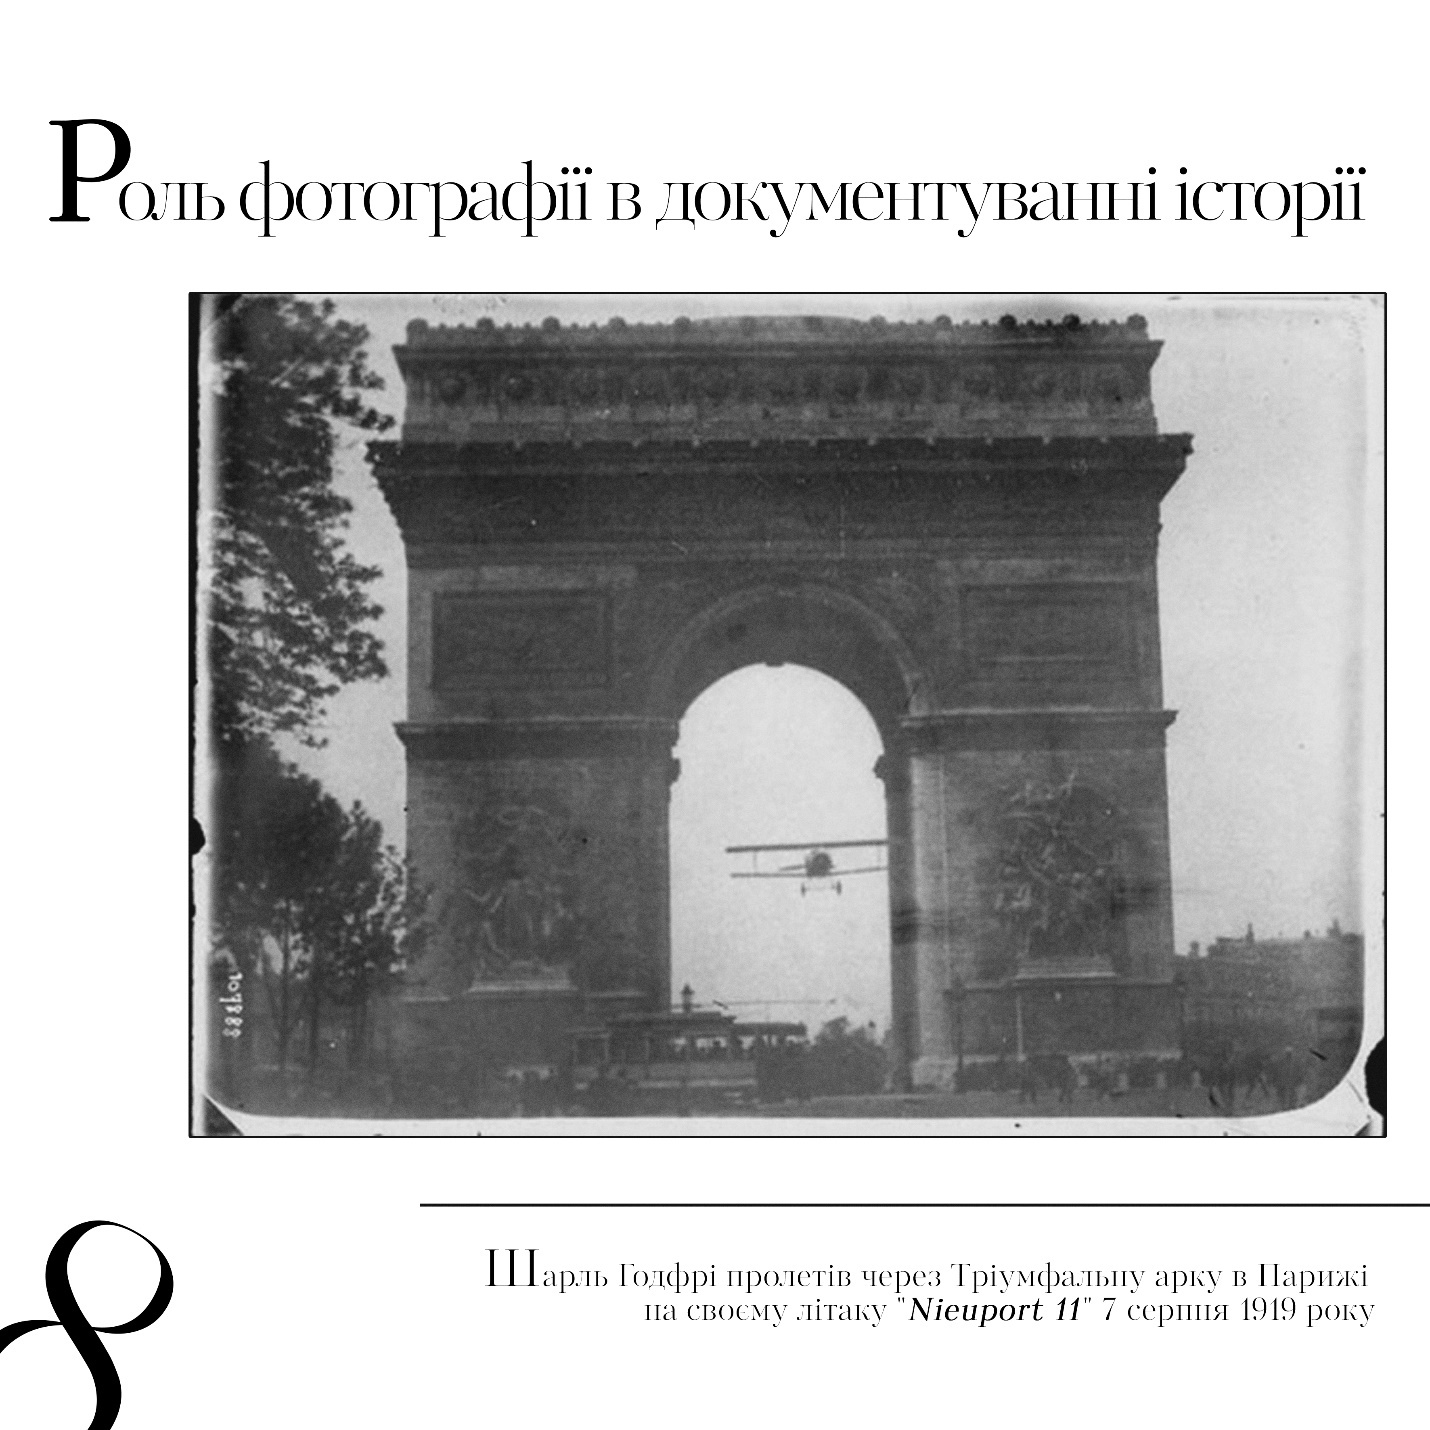 Роль фотографії в документуванні історії
8
Шарль Годфрі пролетів через Тріумфальну арку в Парижі
на своєму літаку "Nieuport 11" 7 серпня 1919 року